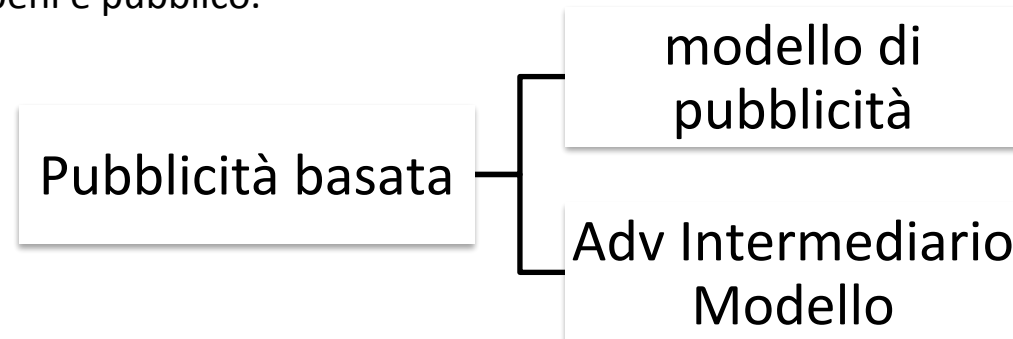 beni e pubblico.
modello di
pubblicità
Pubblicità basata
Adv Intermediario
Modello